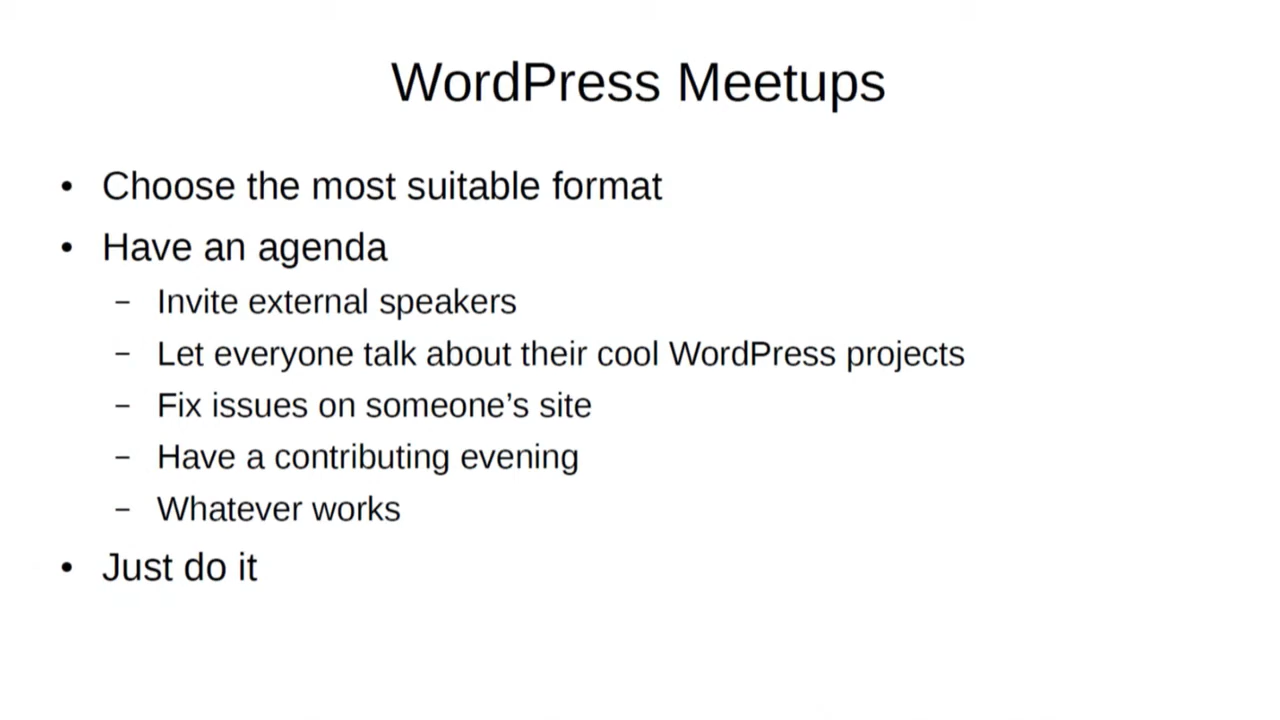 WordPress Meetups
• Choose the most suitable format
• Have an agenda
– Invite external speakers
– Let everyone talk about their cool WordPress projects
– Fix issues on someone’s site
– Have a contributing evening
– Whatever works
• Just do it